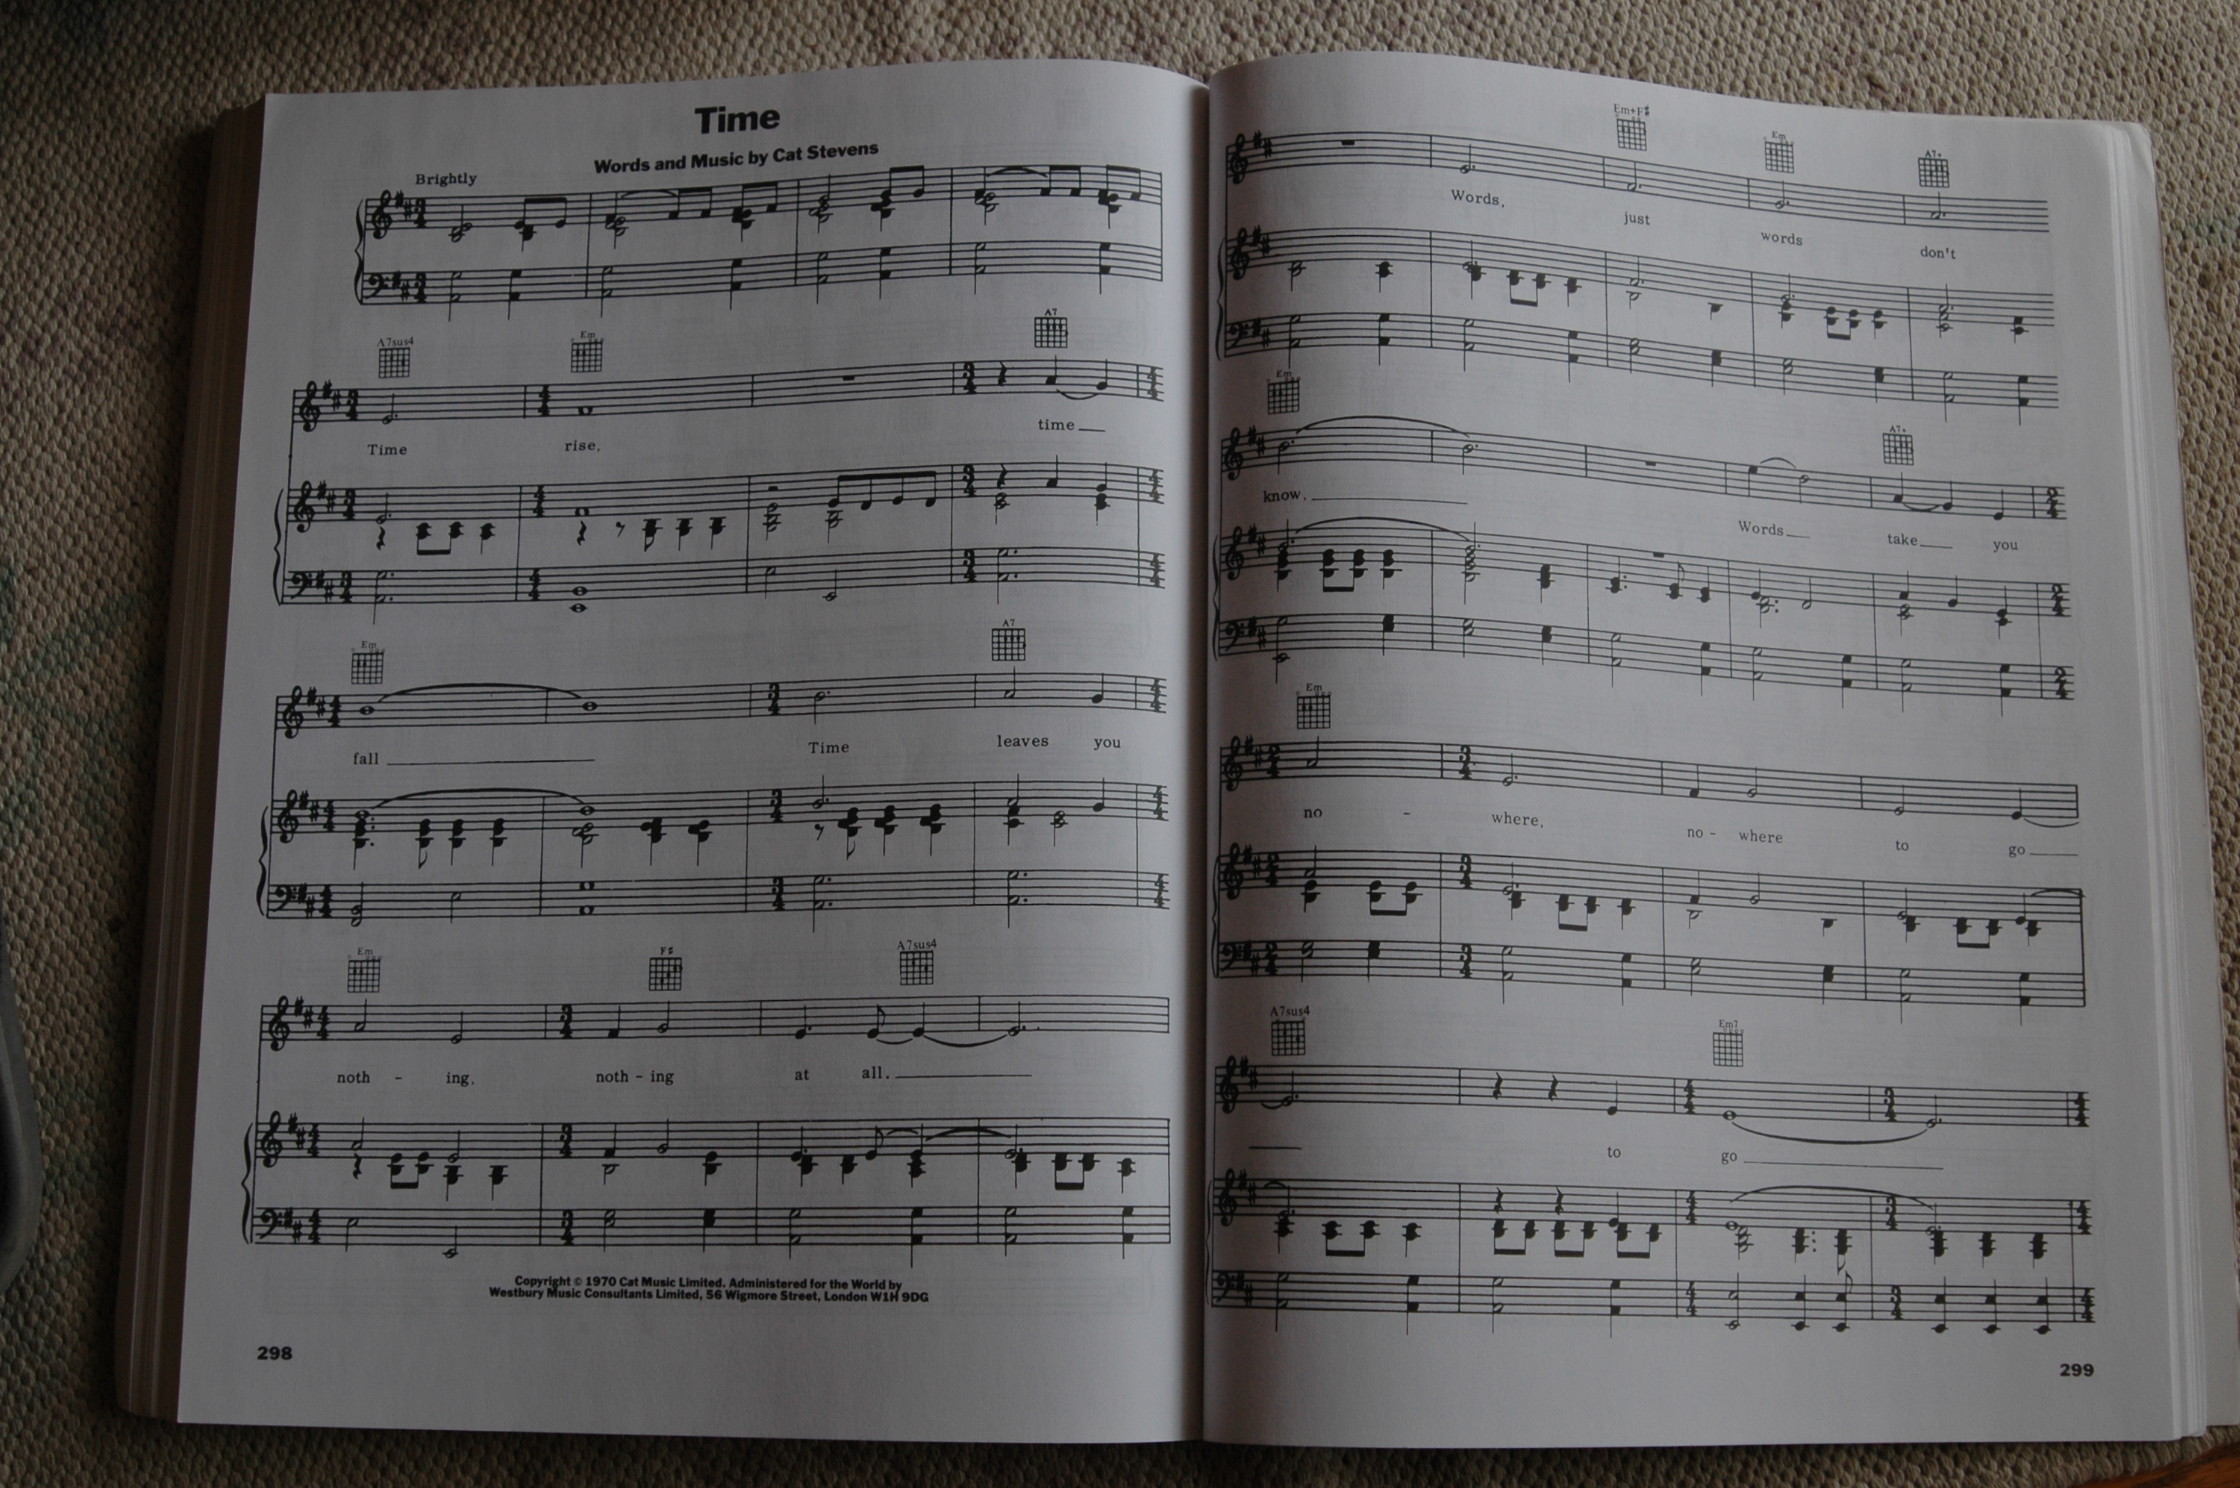 Time
Words and Music by Cat Stevens
Brightly
A7sus4 Em A7
Time rise, time
Em A7
fall Time leaves you
Em F# A7sus4
noth - ing, noth - ing at all.
Copyright © 1970 Cat Music Limited. Administered for the World by
Westbury Music Consultants Limited, 56 Wigmore Street, London W1H 9DG
298
Em+F# Em A7+
Words, just words don't
Em A7+
know, Words take you
Em
no - where, no - where to go
A7sus4 Em7
to go
299